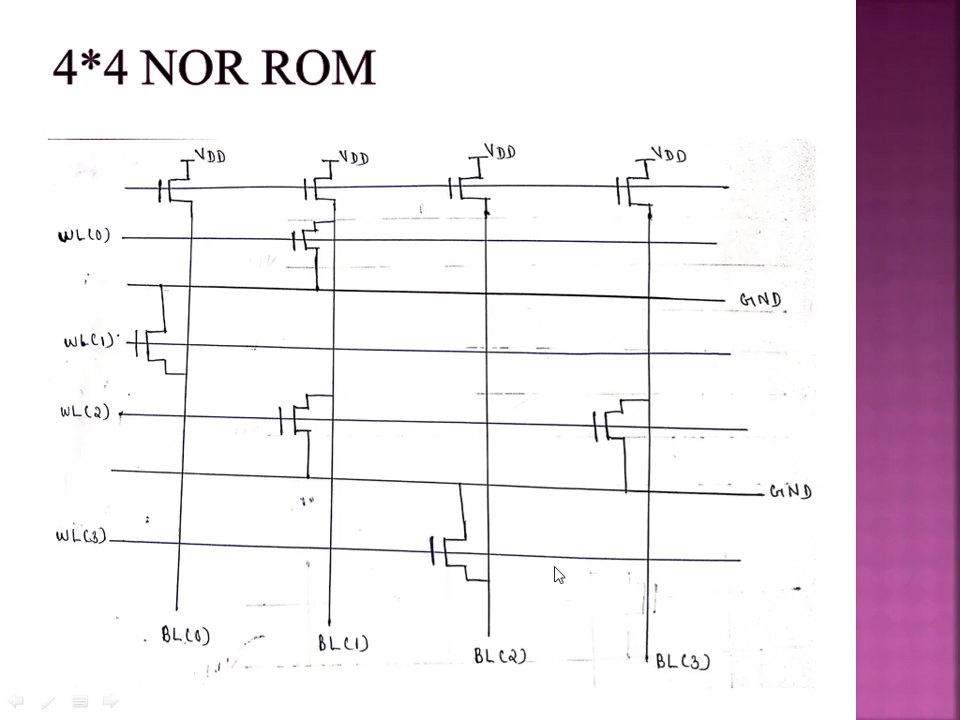 4*4 NOR ROM
VDD VDD VDD VDD
WL(0)
GND
WL(1)
WL(2)
GND
WL(3)
BL(0) BL(1) BL(2) BL(3)